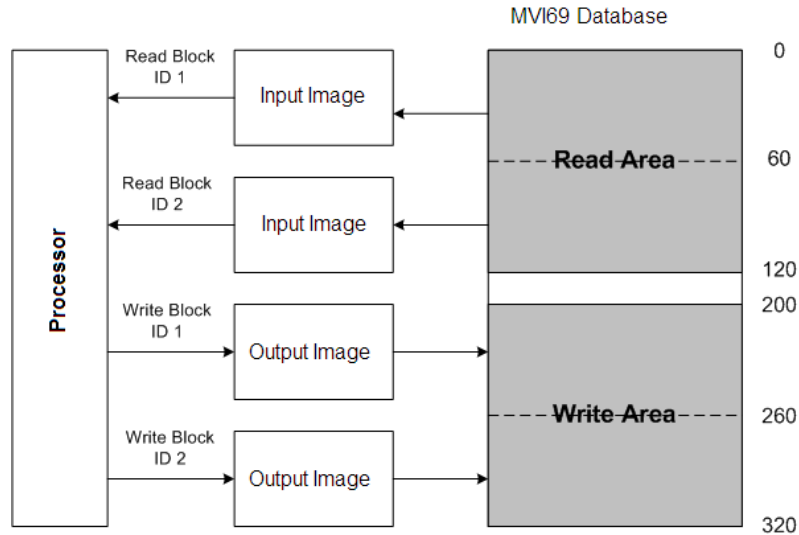 MVI69 Database
0
Read Block
ID 1
Input Image
Read Area
60
Read Block
ID 2
Input Image
120
Processor
Write Block
ID 1
Output Image
200
Write Area
260
Write Block
ID 2
Output Image
320